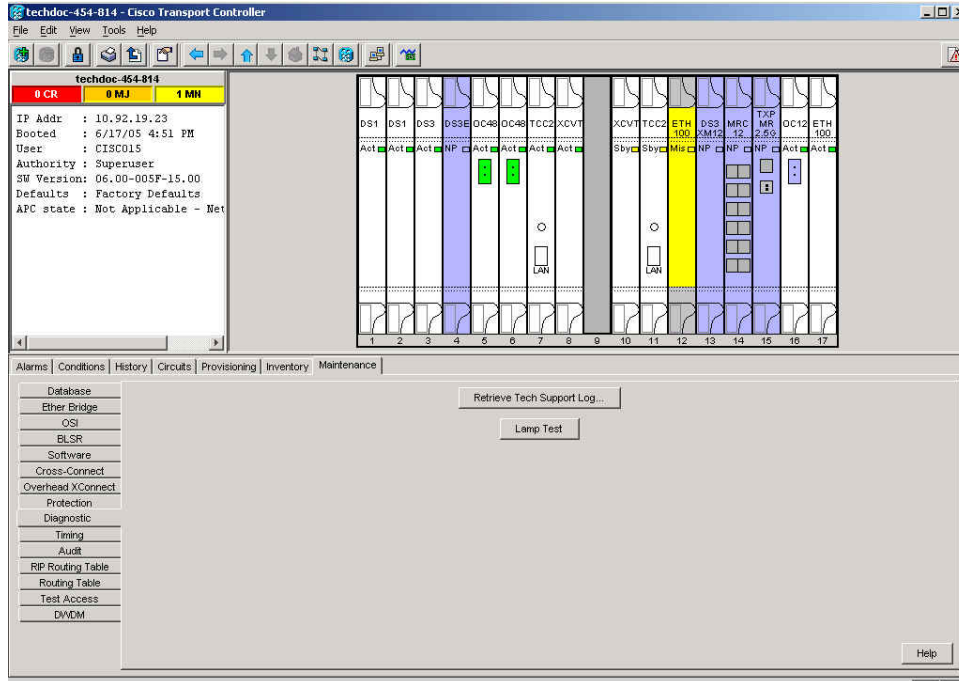 techdoc-454-814 - Cisco Transport Controller
File Edit View Tools Help
techdoc-454-814
0 CR 0 MJ 1 MN
IP Addr : 10.92.19.23
Booted : 6/17/05 4:51 PM
User : CISCO15
Authority : Superuser
SW Version: 06.00-005F-15.00
Defaults : Factory Defaults
APC state : Not Applicable - Net
DS1 DS1 DS3 DS3E OC48 OC48 TCC2 XCVT XCVT TCC2 ETH 100 DS3 XM12 MRC 12 TXP MR 2.5G OC12 ETH 100
Act Act Act NP Act Act Act Act Sby Sby Mis NP NP NP Act Act
LAN LAN
1 2 3 4 5 6 7 8 9 10 11 12 13 14 15 16 17
Alarms Conditions History Circuits Provisioning Inventory Maintenance
Database
Ether Bridge
OSI
BLSR
Software
Cross-Connect
Overhead XConnect
Protection
Diagnostic
Timing
Audit
RIP Routing Table
Routing Table
Test Access
DWDM
Retrieve Tech Support Log...
Lamp Test
Help